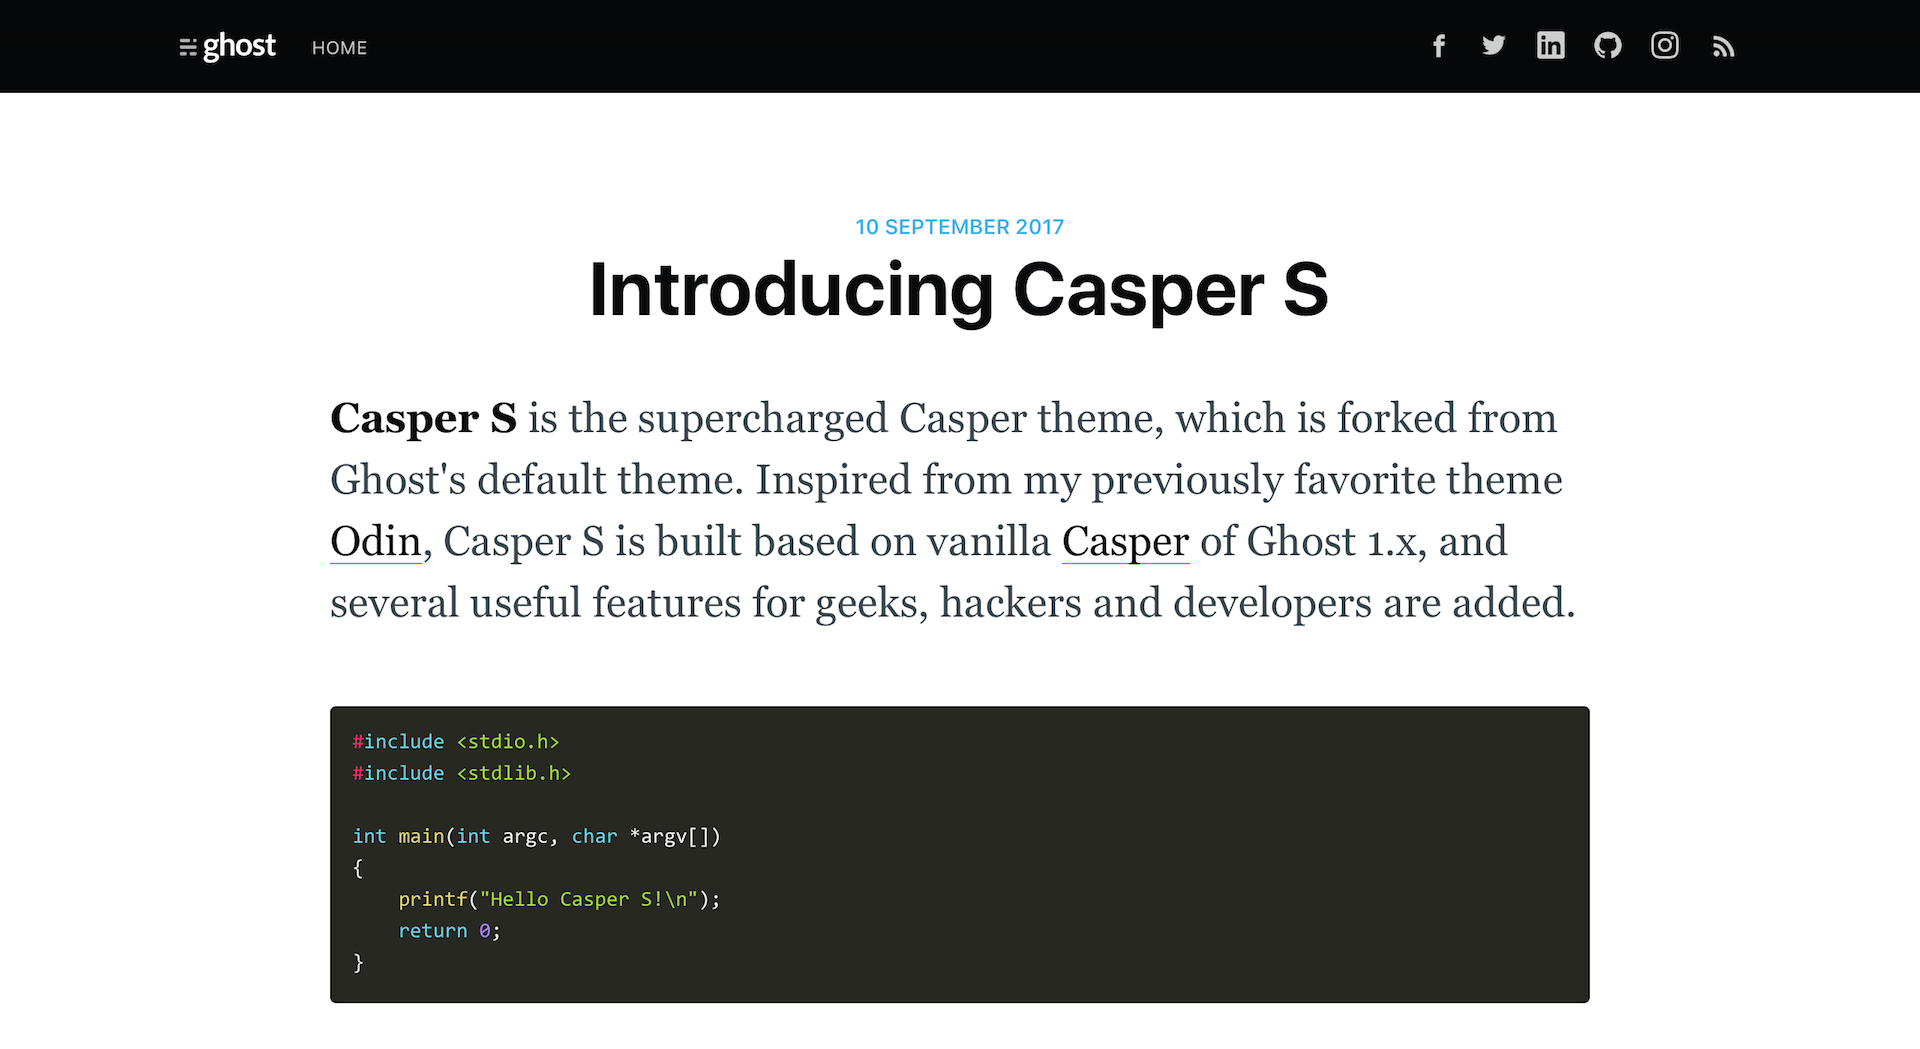 ghost HOME
10 SEPTEMBER 2017
Introducing Casper S
Casper S is the supercharged Casper theme, which is forked from
Ghost's default theme. Inspired from my previously favorite theme
Odin, Casper S is built based on vanilla Casper of Ghost 1.x, and
several useful features for geeks, hackers and developers are added.
#include <stdio.h>
#include <stdlib.h>
int main(int argc, char *argv[])
{
    printf("Hello Casper S!\n");
    return 0;
}